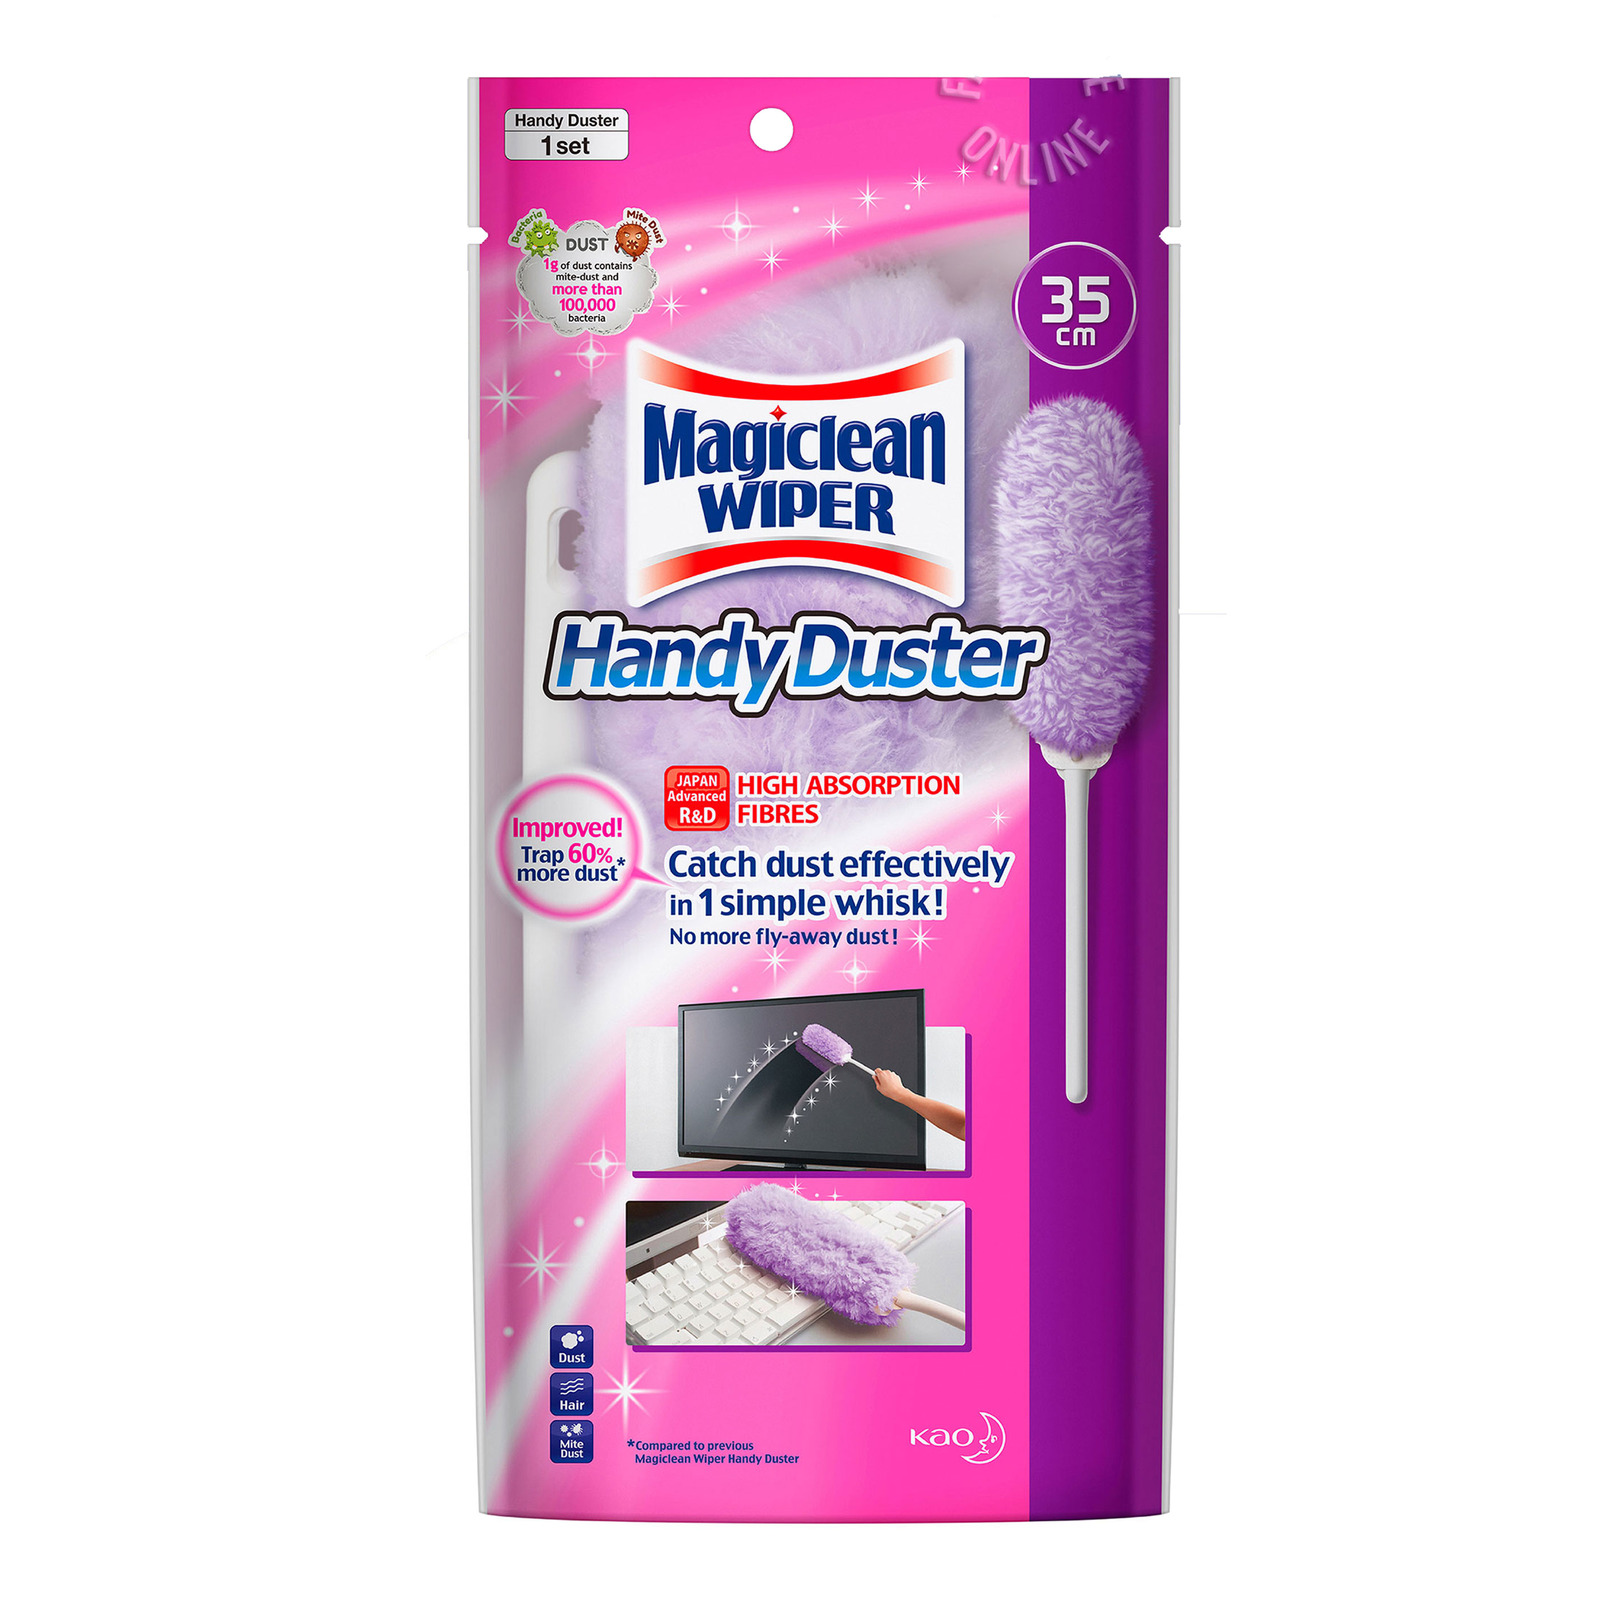 Handy Duster
1 set
ONLINE
Bacteria
Mite Dust
DUST
1g of dust contains
mite-dust and
more than
100,000
bacteria
35
cm
Magiclean
WIPER
Handy Duster
JAPAN
Advanced
R&D
HIGH ABSORPTION
FIBRES
Improved!
Trap 60%
more dust*
Catch dust effectively
in 1 simple whisk!
No more fly-away dust!
Dust
Hair
Mite
Dust
*Compared to previous
Magiclean Wiper Handy Duster
Kao